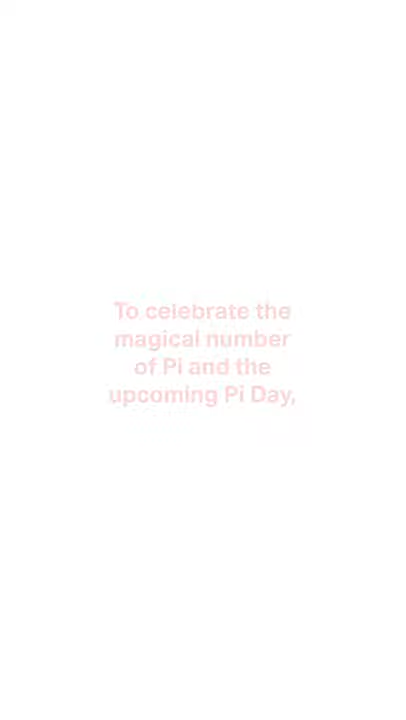 To celebrate the
magical number
of Pi and the
upcoming Pi Day,